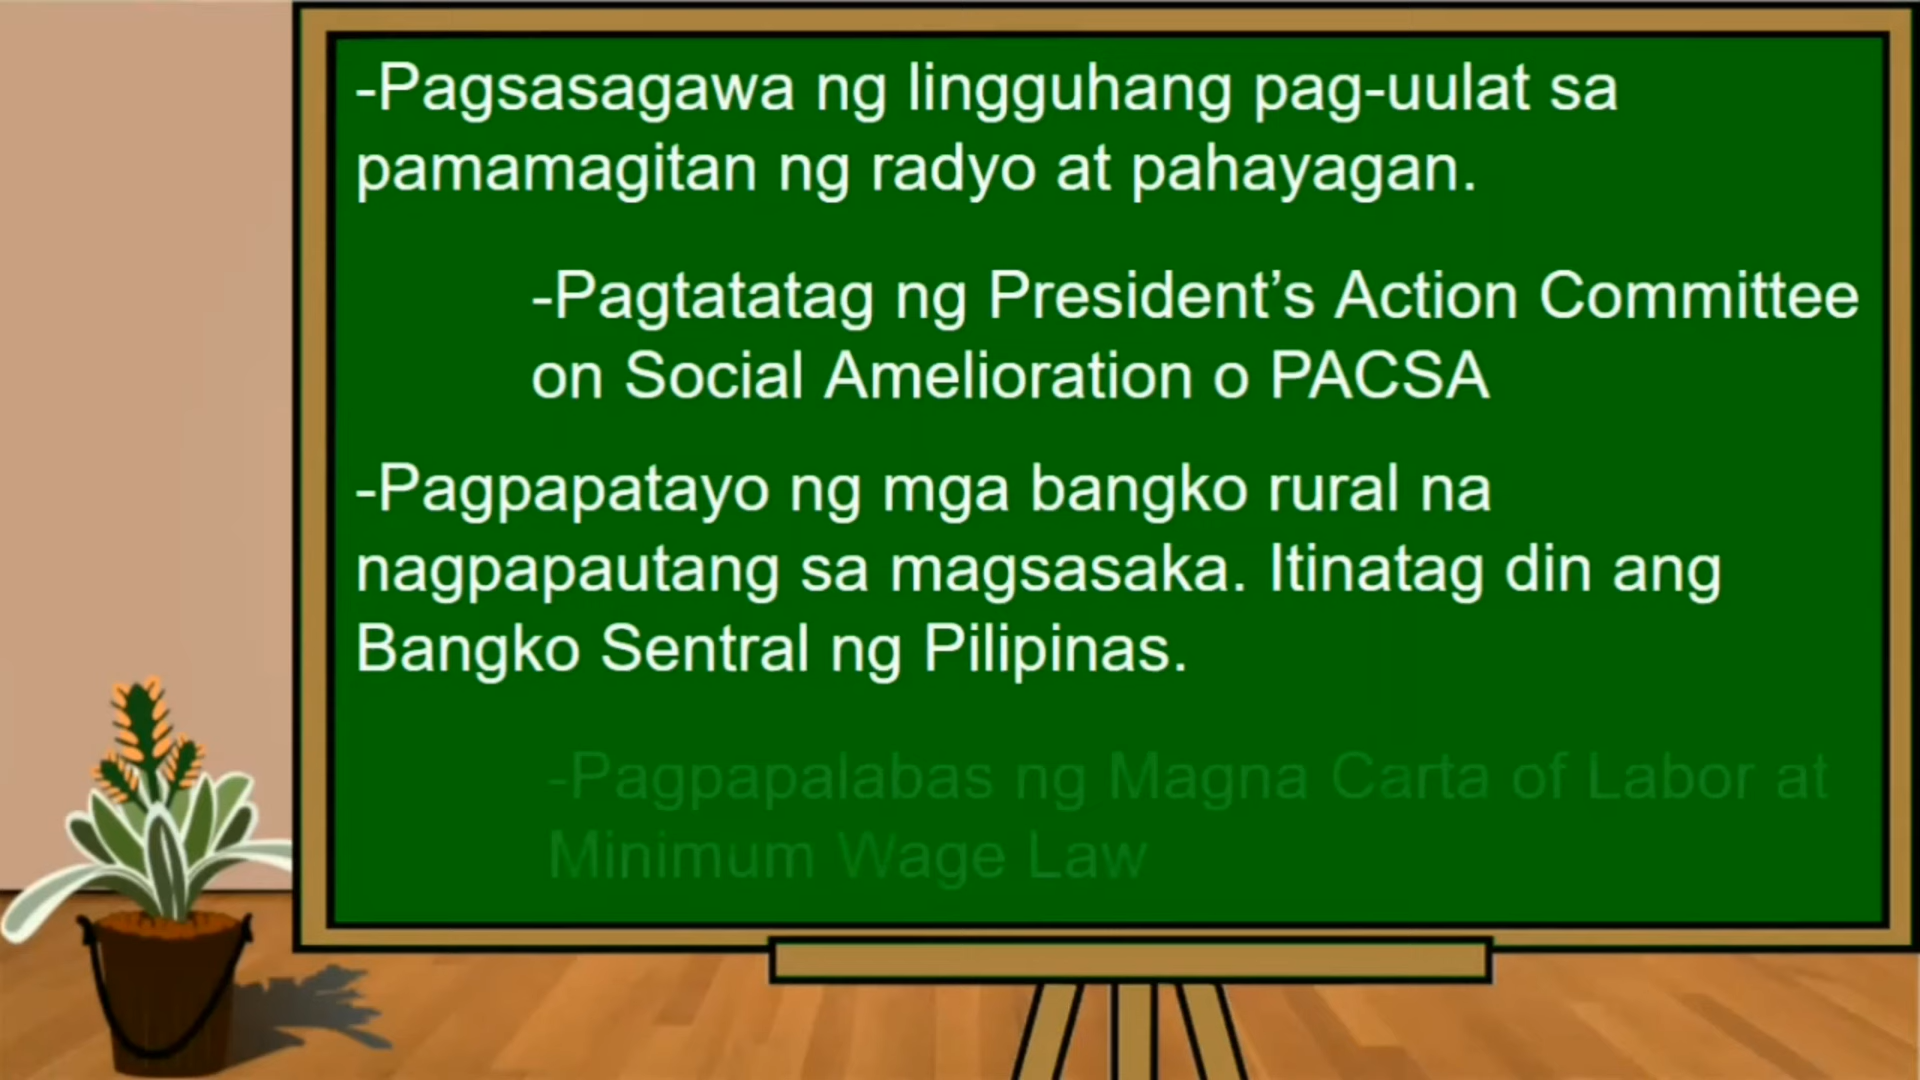 -Pagsasagawa ng lingguhang pag-uulat sa
pamamagitan ng radyo at pahayagan.
-Pagtatatag ng President’s Action Committee
on Social Amelioration o PACSA
-Pagpapatayo ng mga bangko rural na
nagpapautang sa magsasaka. Itinatag din ang
Bangko Sentral ng Pilipinas.
-Pagpapalabas ng Magna Carta of Labor at
Minimum Wage Law